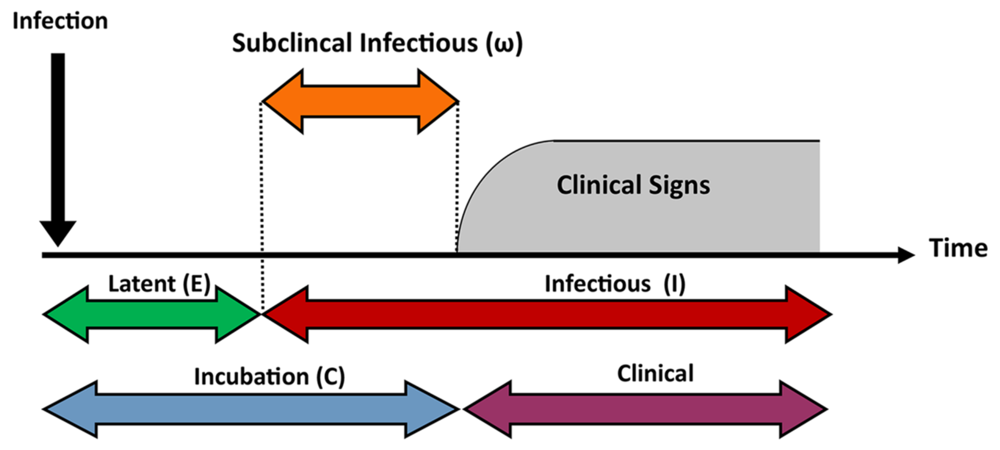 Infection
Subclincal Infectious (ω)
Clinical Signs
Time
Latent (E)
Infectious (I)
Incubation (C)
Clinical